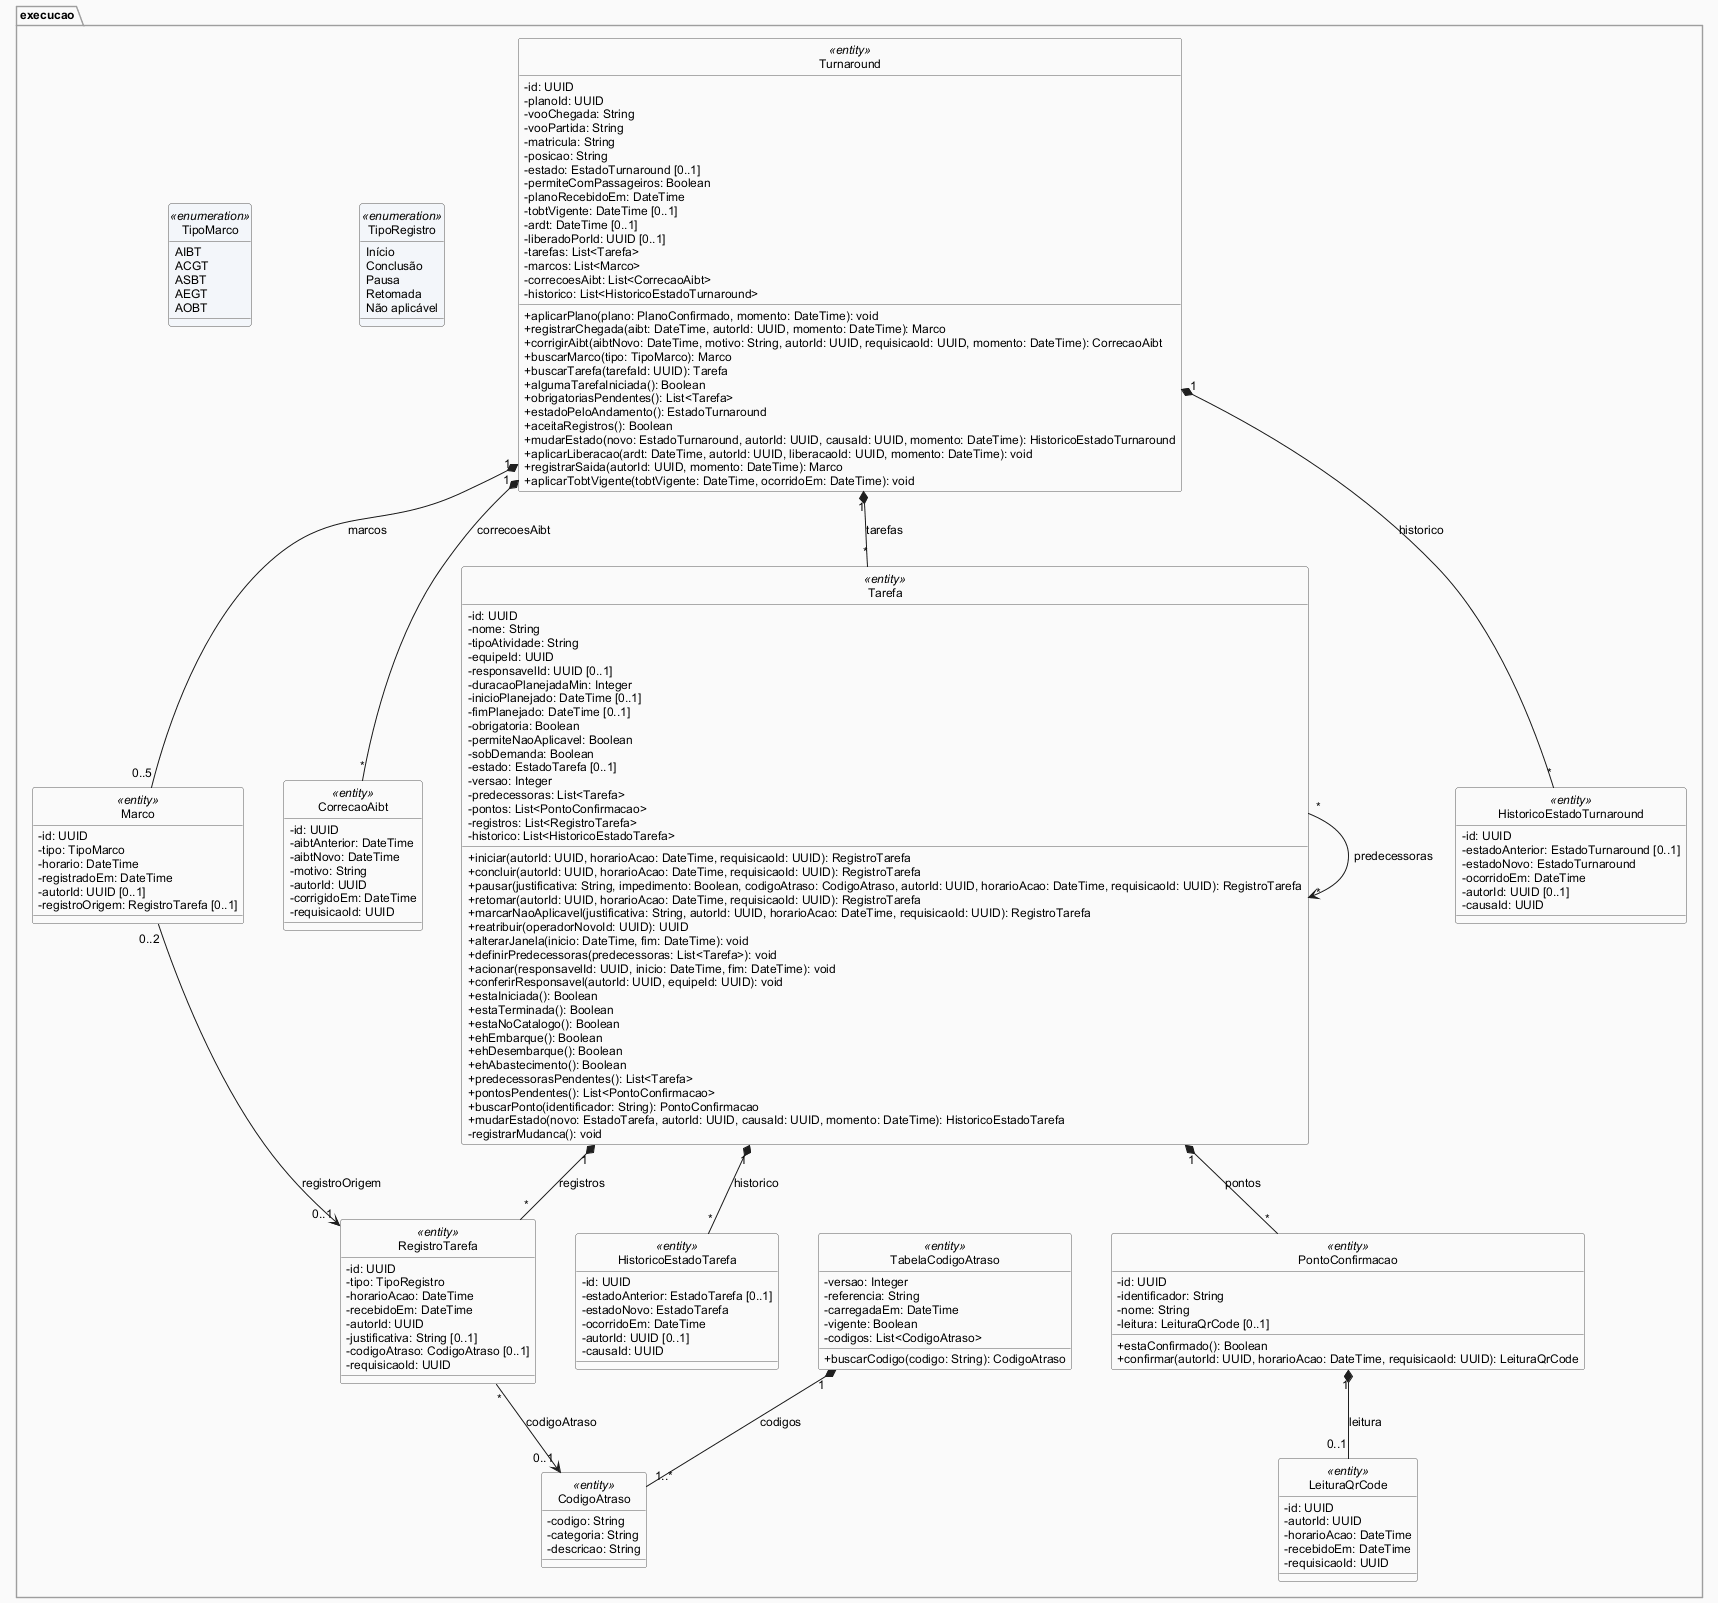 execucao
«entity»
Turnaround
-id: UUID
-planoId: UUID
-vooChegada: String
-vooPartida: String
-matricula: String
-posicao: String
-estado: EstadoTurnaround [0..1]
-permiteComPassageiros: Boolean
-planoRecebidoEm: DateTime
-tobtVigente: DateTime [0..1]
-ardt: DateTime [0..1]
-liberadoPorId: UUID [0..1]
-tarefas: List<Tarefa>
-marcos: List<Marco>
-correcoesAibt: List<CorrecaoAibt>
-historico: List<HistoricoEstadoTurnaround>
+aplicarPlano(plano: PlanoConfirmado, momento: DateTime): void
+registrarChegada(aibt: DateTime, autorId: UUID, momento: DateTime): Marco
+corrigirAibt(aibtNovo: DateTime, motivo: String, autorId: UUID, requisicaoId: UUID, momento: DateTime): CorrecaoAibt
+buscarMarco(tipo: TipoMarco): Marco
+buscarTarefa(tarefaId: UUID): Tarefa
+algumaTarefaIniciada(): Boolean
+obrigatoriasPendentes(): List<Tarefa>
+estadoPeloAndamento(): EstadoTurnaround
+aceitaRegistros(): Boolean
+mudarEstado(novo: EstadoTurnaround, autorId: UUID, causaId: UUID, momento: DateTime): HistoricoEstadoTurnaround
+aplicarLiberacao(ardt: DateTime, autorId: UUID, liberacaoId: UUID, momento: DateTime): void
+registrarSaida(autorId: UUID, momento: DateTime): Marco
+aplicarTobtVigente(tobtVigente: DateTime, ocorridoEm: DateTime): void
«enumeration»
TipoMarco
AIBT
ACGT
ASBT
AEGT
AOBT
«enumeration»
TipoRegistro
Início
Conclusão
Pausa
Retomada
Não aplicável
1
1
1
1
marcos
correcoesAibt
tarefas
historico
0..5
*
*
*
«entity»
Tarefa
-id: UUID
-nome: String
-tipoAtividade: String
-equipeId: UUID
-responsavelId: UUID [0..1]
-duracaoPlanejadaMin: Integer
-inicioPlanejado: DateTime [0..1]
-fimPlanejado: DateTime [0..1]
-obrigatoria: Boolean
-permiteNaoAplicavel: Boolean
-sobDemanda: Boolean
-estado: EstadoTarefa [0..1]
-versao: Integer
-predecessoras: List<Tarefa>
-pontos: List<PontoConfirmacao>
-registros: List<RegistroTarefa>
-historico: List<HistoricoEstadoTarefa>
+iniciar(autorId: UUID, horarioAcao: DateTime, requisicaoId: UUID): RegistroTarefa
+concluir(autorId: UUID, horarioAcao: DateTime, requisicaoId: UUID): RegistroTarefa
+pausar(justificativa: String, impedimento: Boolean, codigoAtraso: CodigoAtraso, autorId: UUID, horarioAcao: DateTime, requisicaoId: UUID): RegistroTarefa
+retomar(autorId: UUID, horarioAcao: DateTime, requisicaoId: UUID): RegistroTarefa
+marcarNaoAplicavel(justificativa: String, autorId: UUID, horarioAcao: DateTime, requisicaoId: UUID): RegistroTarefa
+reatribuir(operadorNovoId: UUID): UUID
+alterarJanela(inicio: DateTime, fim: DateTime): void
+definirPredecessoras(predecessoras: List<Tarefa>): void
+acionar(responsavelId: UUID, inicio: DateTime, fim: DateTime): void
+conferirResponsavel(autorId: UUID, equipeId: UUID): void
+estaIniciada(): Boolean
+estaTerminada(): Boolean
+estaNoCatalogo(): Boolean
+ehEmbarque(): Boolean
+ehDesembarque(): Boolean
+ehAbastecimento(): Boolean
+predecessorasPendentes(): List<Tarefa>
+pontosPendentes(): List<PontoConfirmacao>
+buscarPonto(identificador: String): PontoConfirmacao
+mudarEstado(novo: EstadoTarefa, autorId: UUID, causaId: UUID, momento: DateTime): HistoricoEstadoTarefa
-registrarMudanca(): void
*
predecessoras
*
«entity»
Marco
-id: UUID
-tipo: TipoMarco
-horario: DateTime
-registradoEm: DateTime
-autorId: UUID [0..1]
-registroOrigem: RegistroTarefa [0..1]
«entity»
CorrecaoAibt
-id: UUID
-aibtAnterior: DateTime
-aibtNovo: DateTime
-motivo: String
-autorId: UUID
-corrigidoEm: DateTime
-requisicaoId: UUID
«entity»
HistoricoEstadoTurnaround
-id: UUID
-estadoAnterior: EstadoTurnaround [0..1]
-estadoNovo: EstadoTurnaround
-ocorridoEm: DateTime
-autorId: UUID [0..1]
-causaId: UUID
0..2
registroOrigem
0..1
1
registros
*
1
historico
*
1
pontos
*
«entity»
RegistroTarefa
-id: UUID
-tipo: TipoRegistro
-horarioAcao: DateTime
-recebidoEm: DateTime
-autorId: UUID
-justificativa: String [0..1]
-codigoAtraso: CodigoAtraso [0..1]
-requisicaoId: UUID
«entity»
HistoricoEstadoTarefa
-id: UUID
-estadoAnterior: EstadoTarefa [0..1]
-estadoNovo: EstadoTarefa
-ocorridoEm: DateTime
-autorId: UUID [0..1]
-causaId: UUID
«entity»
TabelaCodigoAtraso
-versao: Integer
-referencia: String
-carregadaEm: DateTime
-vigente: Boolean
-codigos: List<CodigoAtraso>
+buscarCodigo(codigo: String): CodigoAtraso
«entity»
PontoConfirmacao
-id: UUID
-identificador: String
-nome: String
-leitura: LeituraQrCode [0..1]
+estaConfirmado(): Boolean
+confirmar(autorId: UUID, horarioAcao: DateTime, requisicaoId: UUID): LeituraQrCode
*
codigoAtraso
0..1
1
codigos
1..*
1
leitura
0..1
«entity»
CodigoAtraso
-codigo: String
-categoria: String
-descricao: String
«entity»
LeituraQrCode
-id: UUID
-autorId: UUID
-horarioAcao: DateTime
-recebidoEm: DateTime
-requisicaoId: UUID